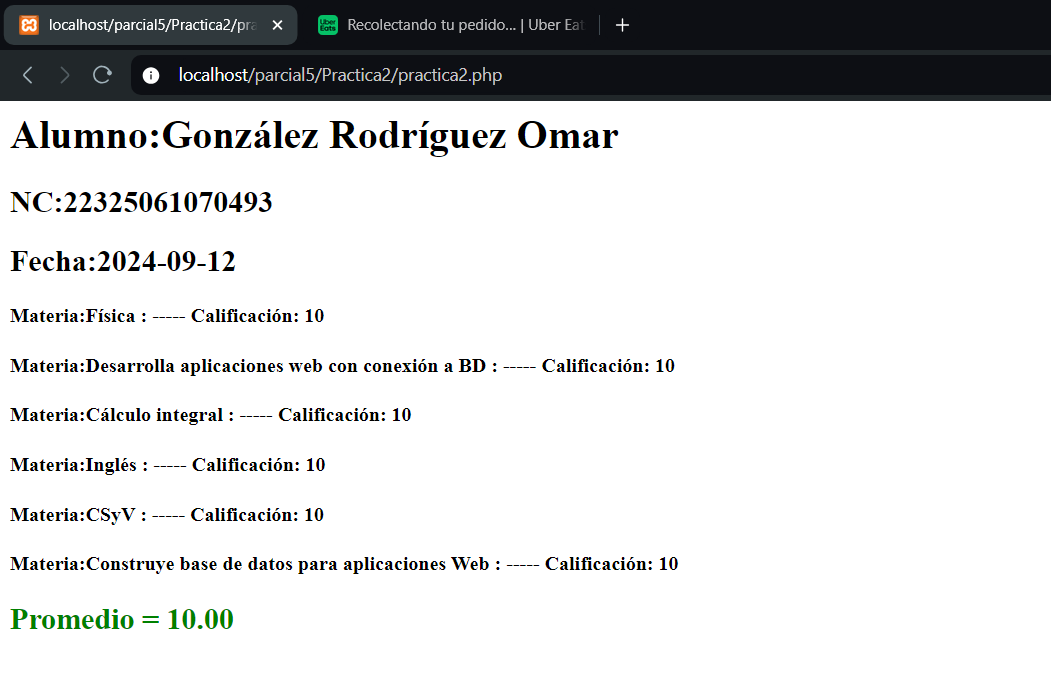 localhost/parcial5/Practica2/pra
Recolectando tu pedido... | Uber Eat
localhost/parcial5/Practica2/practica2.php
Alumno:González Rodríguez Omar
NC:22325061070493
Fecha:2024-09-12
Materia:Física : ----- Calificación: 10
Materia:Desarrolla aplicaciones web con conexión a BD : ----- Calificación: 10
Materia:Cálculo integral : ----- Calificación: 10
Materia:Inglés : ----- Calificación: 10
Materia:CSyV : ----- Calificación: 10
Materia:Construye base de datos para aplicaciones Web : ----- Calificación: 10
Promedio = 10.00